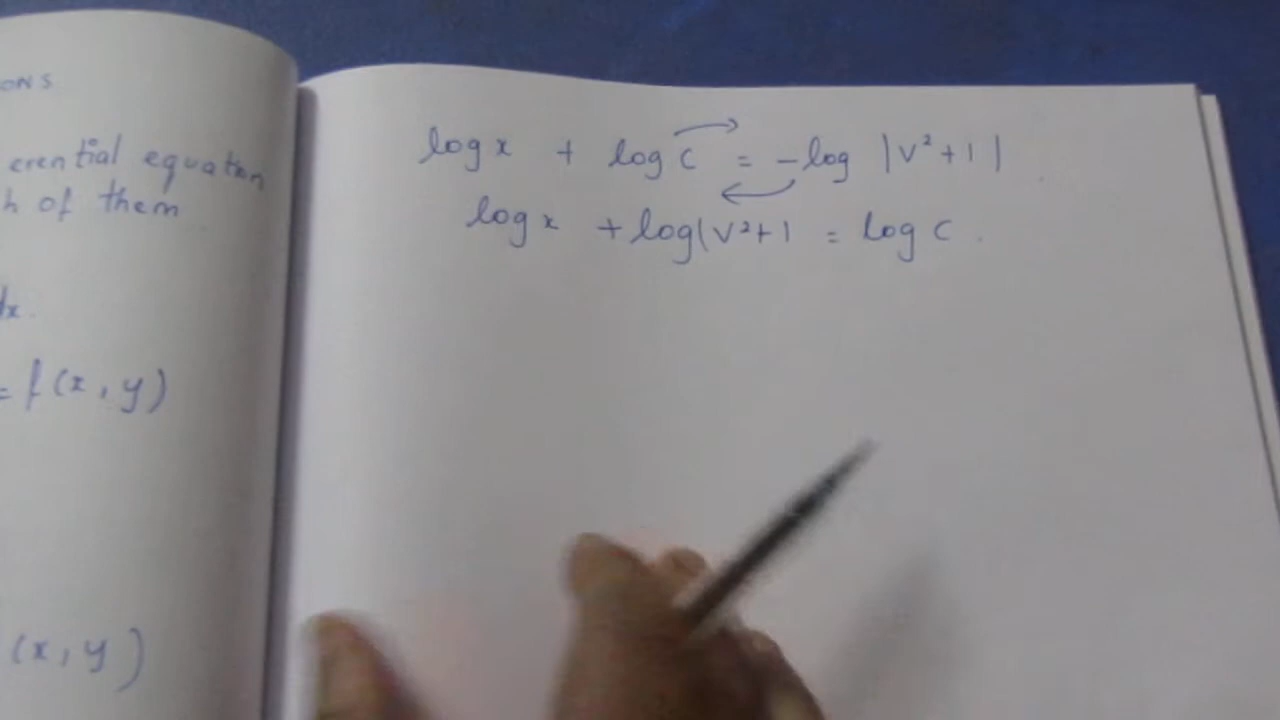 ONS
erential equation
h of them
dx.
= f(x, y)
(x, y)
log x + log c = -log |v²+1|
log x + log(v²+1 = log c.